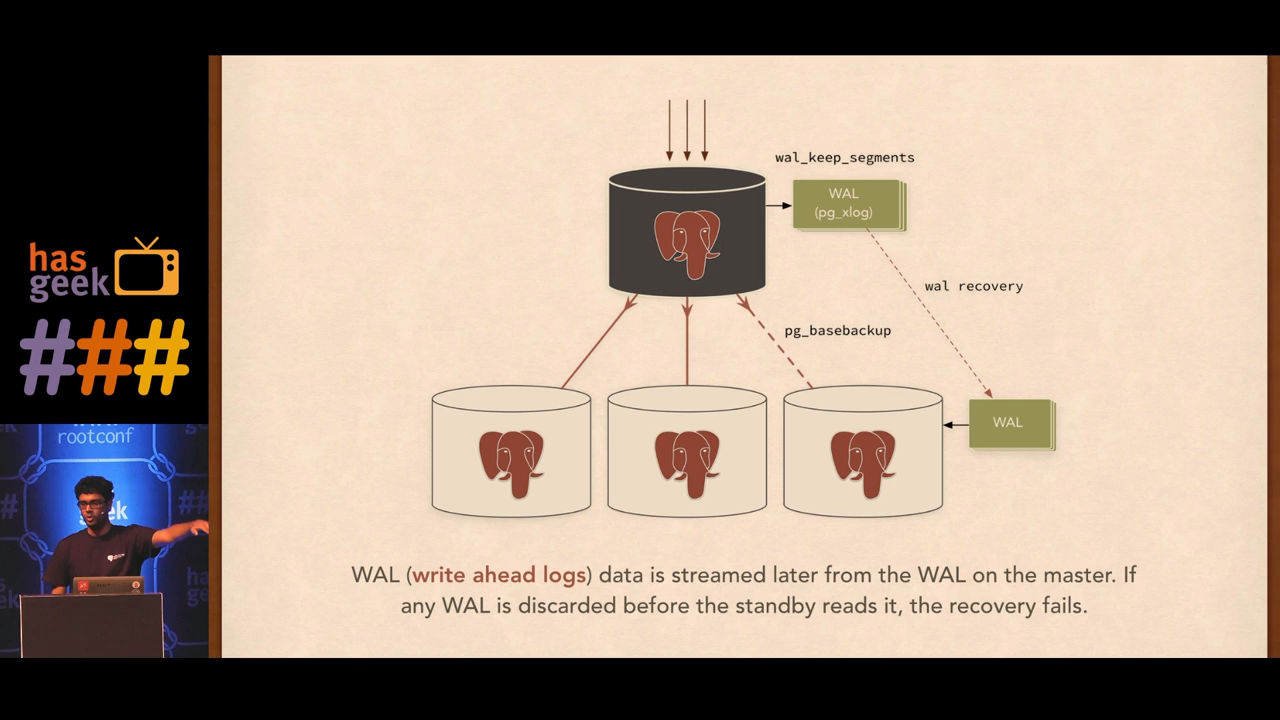 wal_keep_segments
WAL
(pg_xlog)
wal recovery
pg_basebackup
WAL
WAL (write ahead logs) data is streamed later from the WAL on the master. If
any WAL is discarded before the standby reads it, the recovery fails.
has
geek
###
rootconf
geek